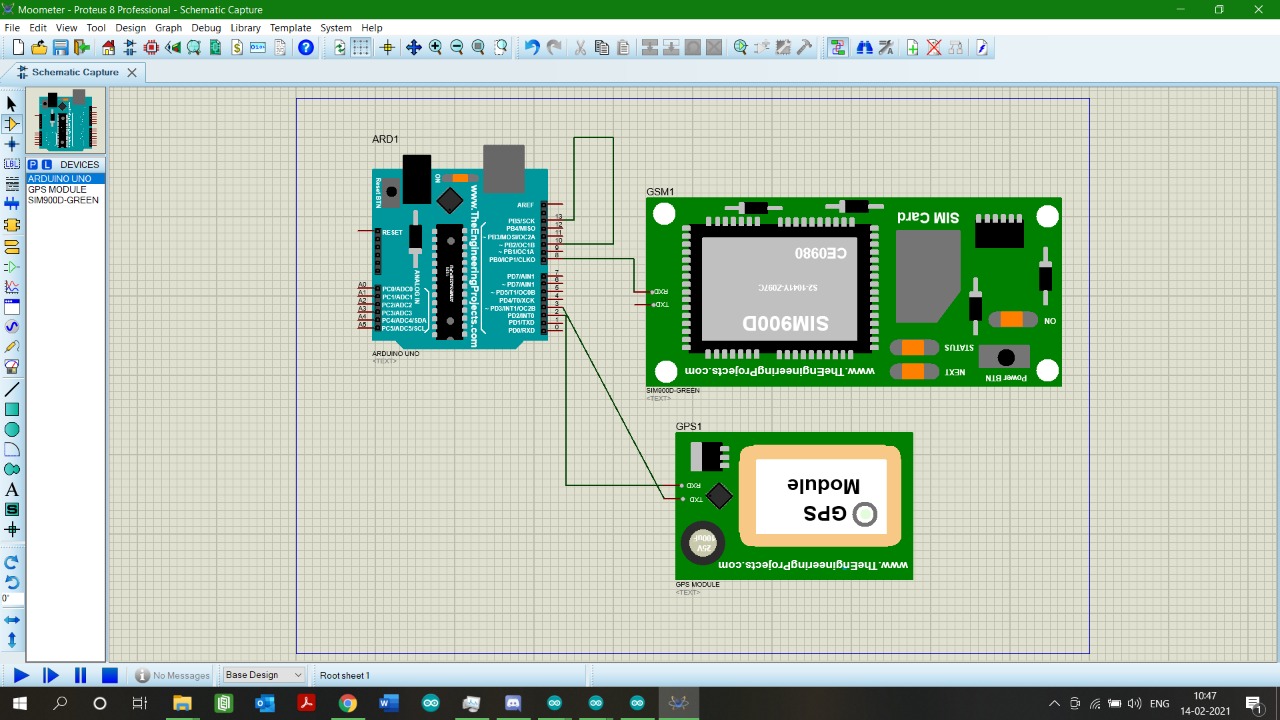 Moometer - Proteus 8 Professional - Schematic Capture
File Edit View Tool Design Graph Debug Library Template System Help
Schematic Capture
P L DEVICES
ARDUINO UNO
GPS MODULE
SIM900D-GREEN
ARD1
Reset BTN
ON
www.TheEngineeringProjects.com
RESET
ANALOG IN
AREF
PB5/SCK 13
PB4/MISO 12
~ PB3/MOSI/OC2A 11
~ PB2/OC1B 10
~ PB1/OC1A 9
PB0/ICP1/CLKO 8
PD7/AIN1 7
~ PD7/AIN1 6
~ PD5/T1/OC0B 5
PD4/T0/XCK 4
~ PD3/INT1/OC2B 3
PD2/INT0 2
PD1/TXD 1
PD0/RXD 0
A0 PC0/ADC0
A1 PC1/ADC1
A2 PC2/ADC2
A3 PC3/ADC3
A4 PC4/ADC4/SDA
A5 PC5/ADC5/SCL
ARDUINO UNO
<TEXT>
GSM1
SIM Card
CE0980
SIM900D
RXD
TXD
ON
STATUS
NEXT
Power BTN
www.TheEngineeringProjects.com
SIM900D-GREEN
<TEXT>
GPS1
RXD
TXD
GPS
Module
100uF
25V
www.TheEngineeringProjects.com
GPS MODULE
<TEXT>
0°
No Messages
Base Design
Root sheet 1
ENG
10:47
14-02-2021
1